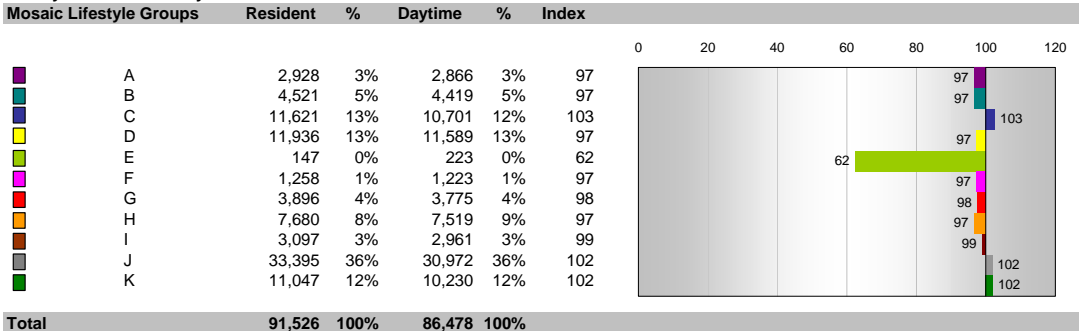 Mosaic Lifestyle Groups Resident % Daytime % Index
0 20 40 60 80 100 120
A 2,928 3% 2,866 3% 97 97
B 4,521 5% 4,419 5% 97 97
C 11,621 13% 10,701 12% 103 103
D 11,936 13% 11,589 13% 97 97
E 147 0% 223 0% 62 62
F 1,258 1% 1,223 1% 97 97
G 3,896 4% 3,775 4% 98 98
H 7,680 8% 7,519 9% 97 97
I 3,097 3% 2,961 3% 99 99
J 33,395 36% 30,972 36% 102 102
K 11,047 12% 10,230 12% 102 102
Total 91,526 100% 86,478 100%